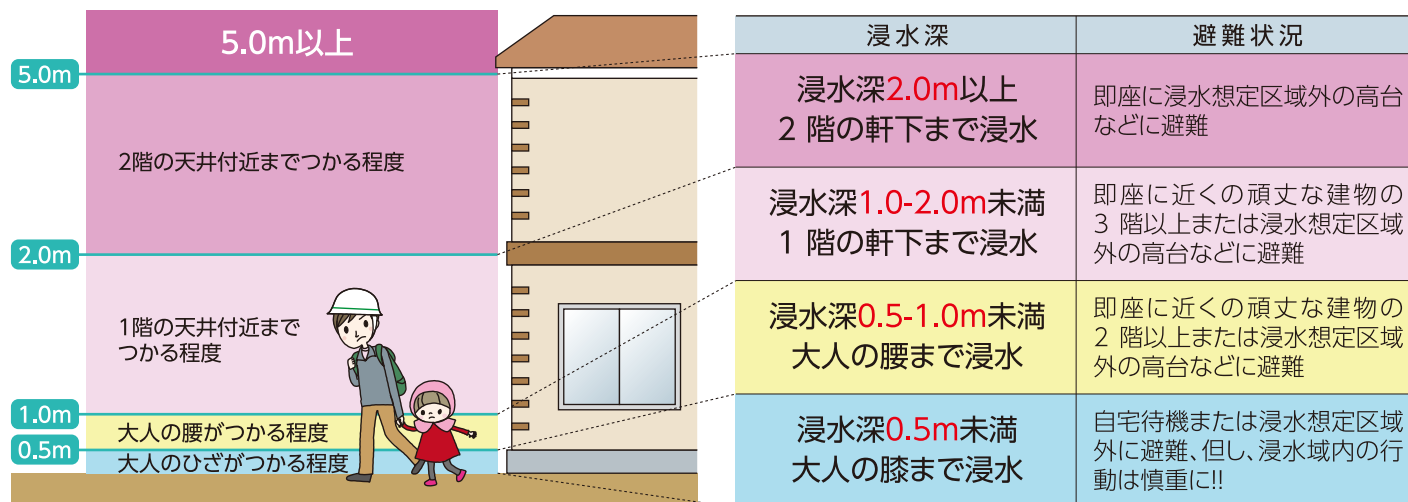 5.0m以上
5.0m
2階の天井付近までつかる程度
2.0m
1階の天井付近まで
つかる程度
1.0m
大人の腰がつかる程度
0.5m
大人のひざがつかる程度
浸水深
避難状況
浸水深2.0m以上
2 階の軒下まで浸水
即座に浸水想定区域外の高台
などに避難
浸水深1.0-2.0m未満
1 階の軒下まで浸水
即座に近くの頑丈な建物の
3 階以上または浸水想定区域
外の高台などに避難
浸水深0.5-1.0m未満
大人の腰まで浸水
即座に近くの頑丈な建物の
2 階以上または浸水想定区域
外の高台などに避難
浸水深0.5m未満
大人の膝まで浸水
自宅待機または浸水想定区域
外に避難、但し、浸水域内の行
動は慎重に!!